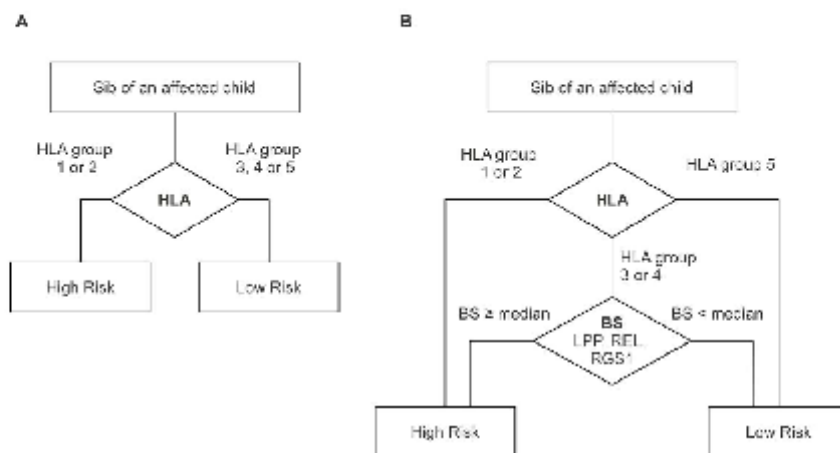 A
Sib of an affected child
HLA group
1 or 2
HLA group
3, 4 or 5
HLA
High Risk
Low Risk
B
Sib of an affected child
HLA group
1 or 2
HLA group 5
HLA
HLA group
3 or 4
BS ≥ median
BS < median
BS
LPP, REL,
RGS1
High Risk
Low Risk